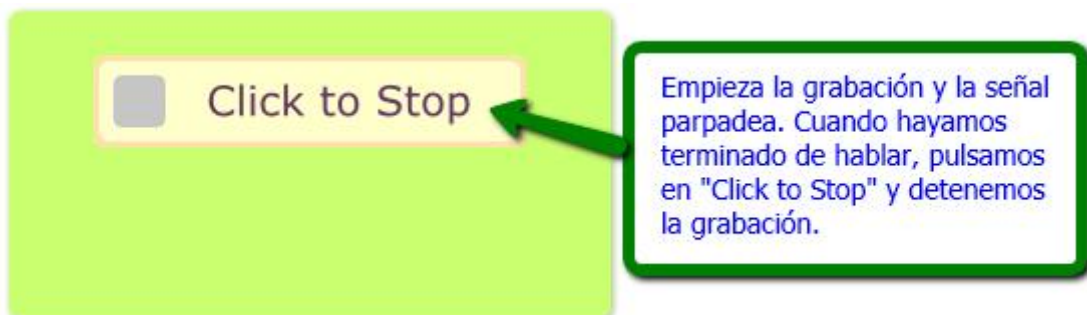 Click to Stop
Empieza la grabación y la señal
parpadea. Cuando hayamos
terminado de hablar, pulsamos
en "Click to Stop" y detenemos
la grabación.